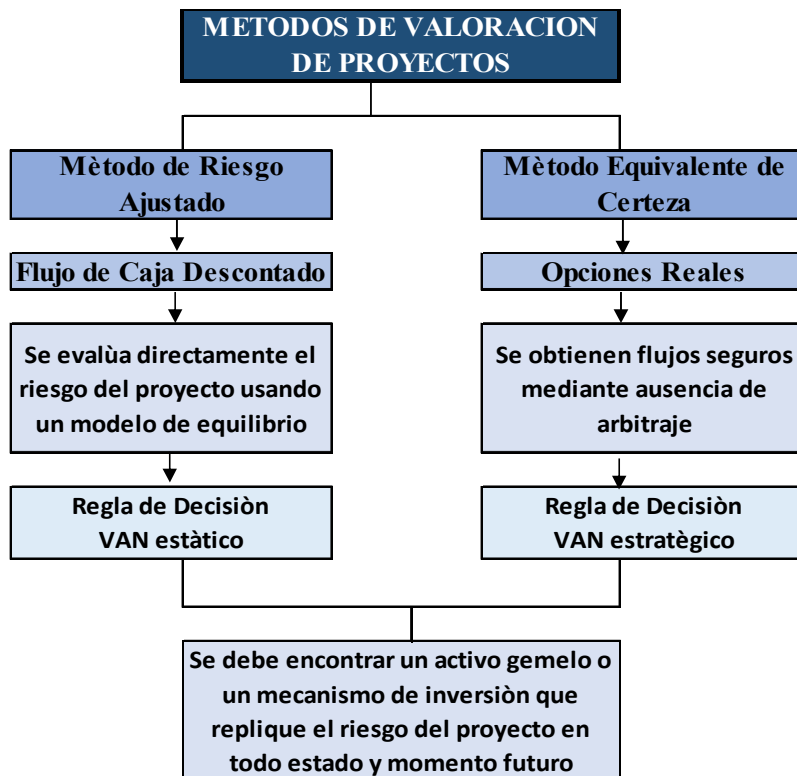 METODOS DE VALORACION
DE PROYECTOS
Mètodo de Riesgo
Ajustado
Flujo de Caja Descontado
Se evalùa directamente el
riesgo del proyecto usando
un modelo de equilibrio
Regla de Decisiòn
VAN estàtico
Mètodo Equivalente de
Certeza
Opciones Reales
Se obtienen flujos seguros
mediante ausencia de
arbitraje
Regla de Decisiòn
VAN estratègico
Se debe encontrar un activo gemelo o
un mecanismo de inversiòn que
replique el riesgo del proyecto en
todo estado y momento futuro